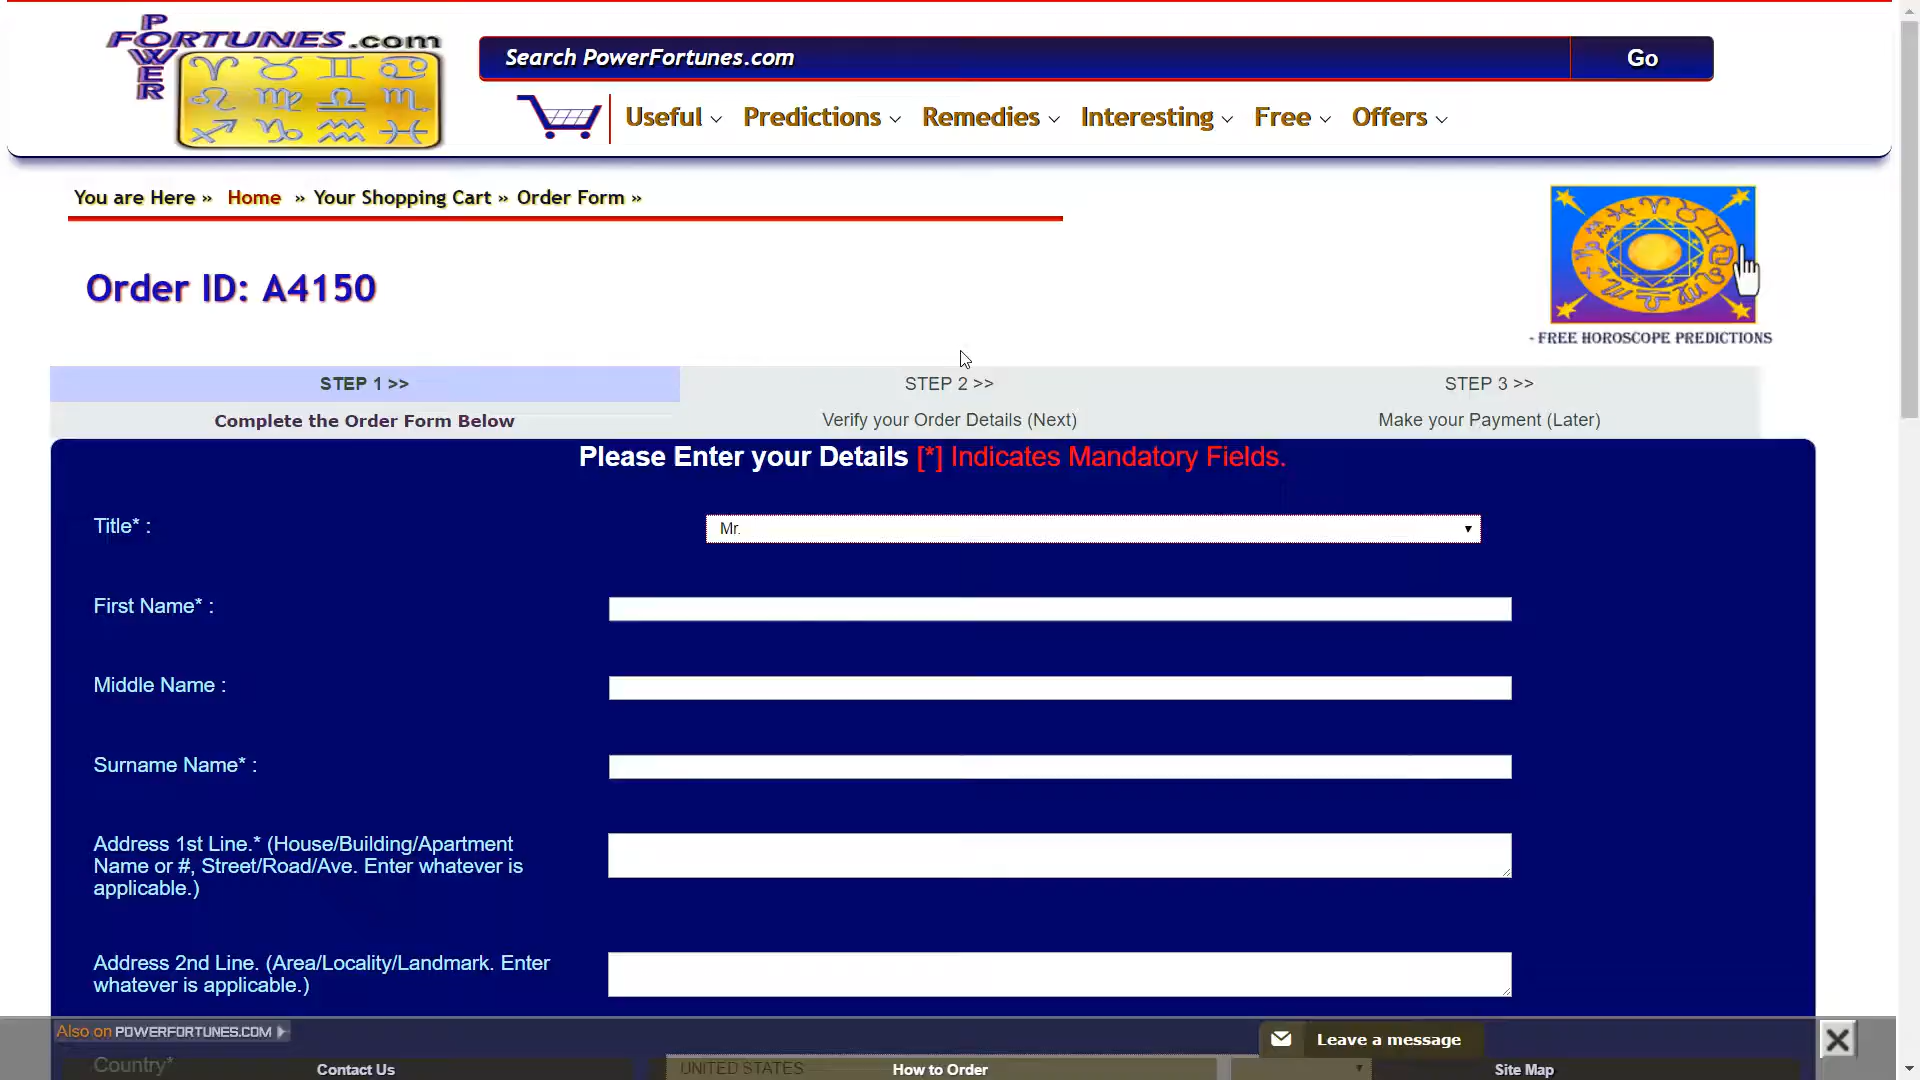 POWER
FORTUNES.com
Search PowerFortunes.com
Go
Useful
Predictions
Remedies
Interesting
Free
Offers
You are Here » Home » Your Shopping Cart » Order Form »
Order ID: A4150
- FREE HOROSCOPE PREDICTIONS
STEP 1 >>
STEP 2 >>
STEP 3 >>
Complete the Order Form Below
Verify your Order Details (Next)
Make your Payment (Later)
Please Enter your Details [*] Indicates Mandatory Fields.
Title* :
Mr.
First Name* :
Middle Name :
Surname Name* :
Address 1st Line.* (House/Building/Apartment
Name or #, Street/Road/Ave. Enter whatever is
applicable.)
Address 2nd Line. (Area/Locality/Landmark. Enter
whatever is applicable.)
Also on POWERFORTUNES.COM
Leave a message
Country*
UNITED STATES
Contact Us
How to Order
Site Map